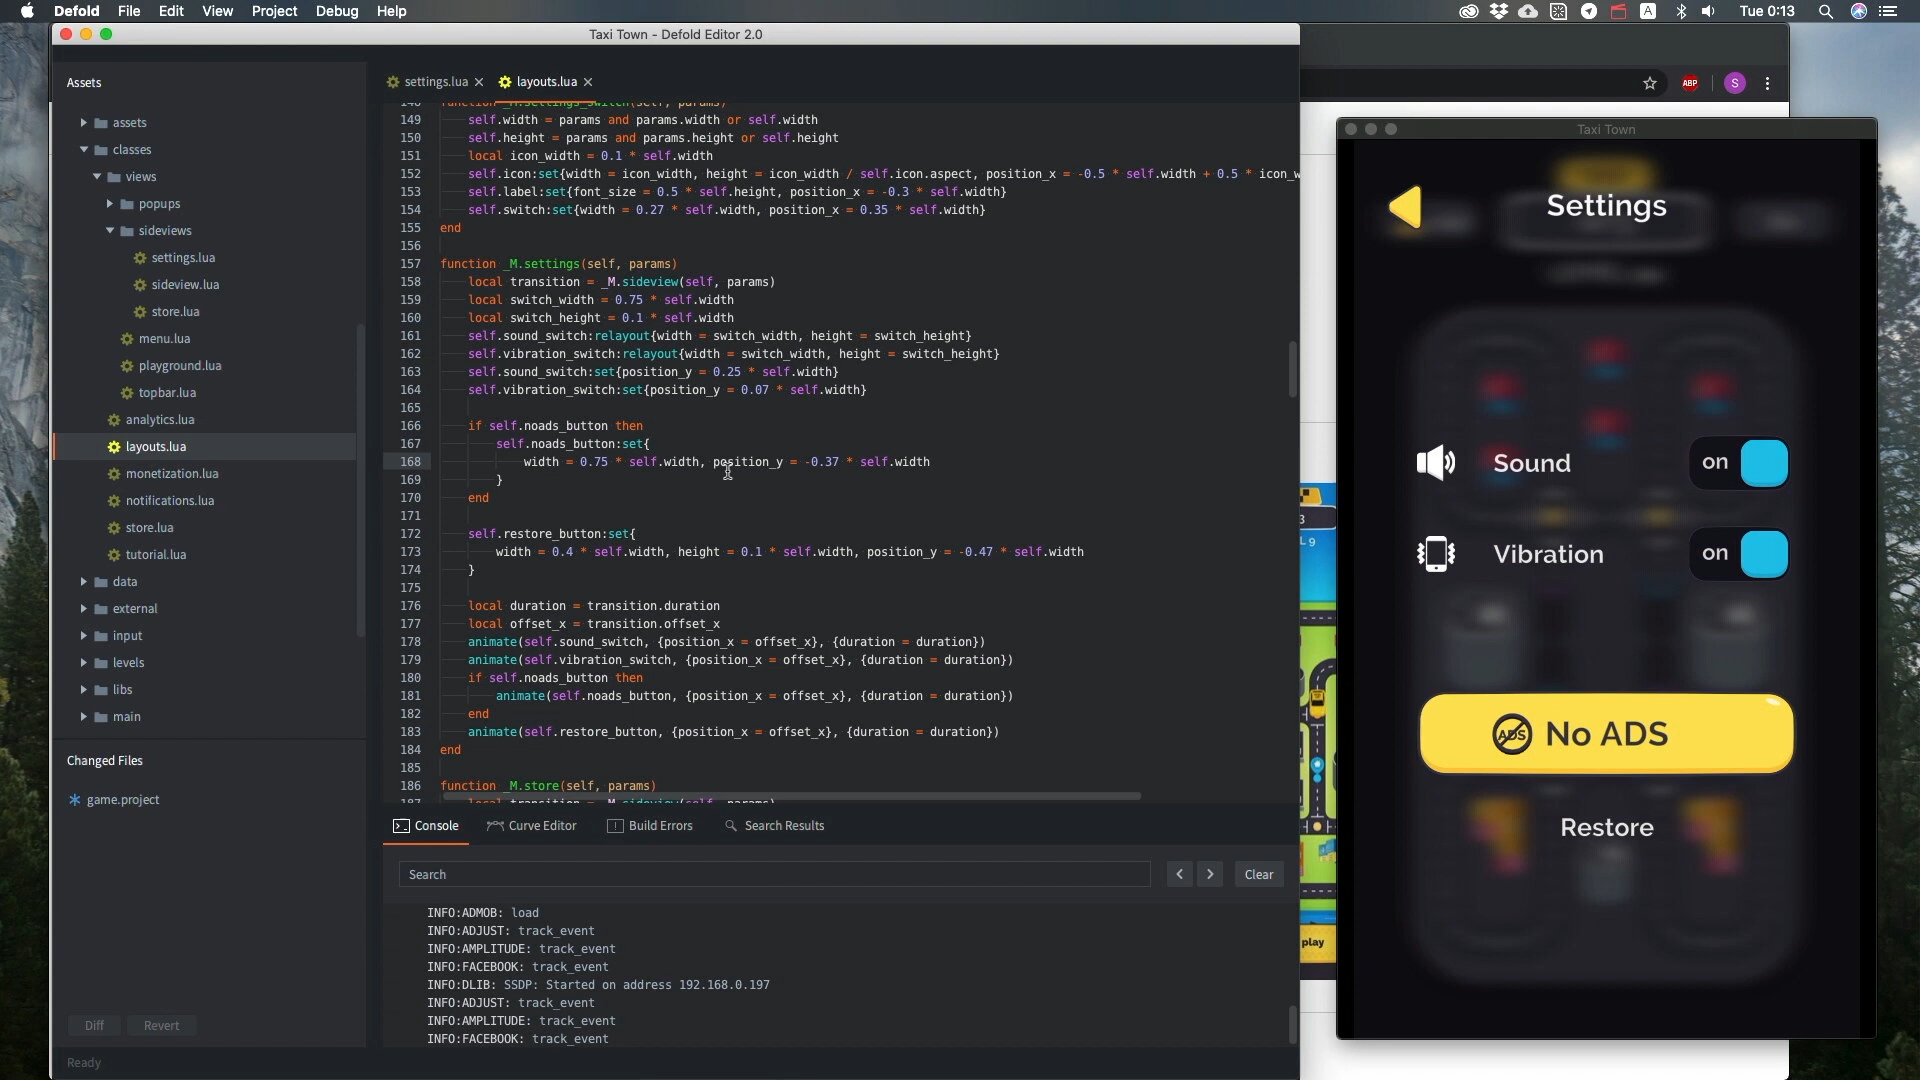 Defold File Edit View Project Debug Help
A Tue 0:13
Taxi Town - Defold Editor 2.0
Assets
assets
classes
views
popups
sideviews
settings.lua
sideview.lua
store.lua
menu.lua
playground.lua
topbar.lua
analytics.lua
layouts.lua
monetization.lua
notifications.lua
store.lua
tutorial.lua
data
external
input
levels
libs
main
Changed Files
game.project
Diff Revert
Ready
settings.lua layouts.lua
148 function _M.settings_switch(self, params)
149 self.width = params and params.width or self.width
150 self.height = params and params.height or self.height
151 local icon_width = 0.1 * self.width
152 self.icon:set{width = icon_width, height = icon_width / self.icon.aspect, position_x = -0.5 * self.width + 0.5 * icon_w
153 self.label:set{font_size = 0.5 * self.height, position_x = -0.3 * self.width}
154 self.switch:set{width = 0.27 * self.width, position_x = 0.35 * self.width}
155 end
156
157 function _M.settings(self, params)
158 local transition = _M.sideview(self, params)
159 local switch_width = 0.75 * self.width
160 local switch_height = 0.1 * self.width
161 self.sound_switch:relayout{width = switch_width, height = switch_height}
162 self.vibration_switch:relayout{width = switch_width, height = switch_height}
163 self.sound_switch:set{position_y = 0.25 * self.width}
164 self.vibration_switch:set{position_y = 0.07 * self.width}
165
166 if self.noads_button then
167 self.noads_button:set{
168 width = 0.75 * self.width, position_y = -0.37 * self.width
169 }
170 end
171
172 self.restore_button:set{
173 width = 0.4 * self.width, height = 0.1 * self.width, position_y = -0.47 * self.width
174 }
175
176 local duration = transition.duration
177 local offset_x = transition.offset_x
178 animate(self.sound_switch, {position_x = offset_x}, {duration = duration})
179 animate(self.vibration_switch, {position_x = offset_x}, {duration = duration})
180 if self.noads_button then
181 animate(self.noads_button, {position_x = offset_x}, {duration = duration})
182 end
183 animate(self.restore_button, {position_x = offset_x}, {duration = duration})
184 end
185
186 function _M.store(self, params)
187 local transition = _M.sideview(self, params)
Console Curve Editor Build Errors Search Results
Search
Clear
INFO:ADMOB: load
INFO:ADJUST: track_event
INFO:AMPLITUDE: track_event
INFO:FACEBOOK: track_event
INFO:DLIB: SSDP: Started on address 192.168.0.197
INFO:ADJUST: track_event
INFO:AMPLITUDE: track_event
INFO:FACEBOOK: track_event
ABP S
3
L 9
play
Taxi Town
Settings
Sound on
Vibration on
ADS No ADS
Restore